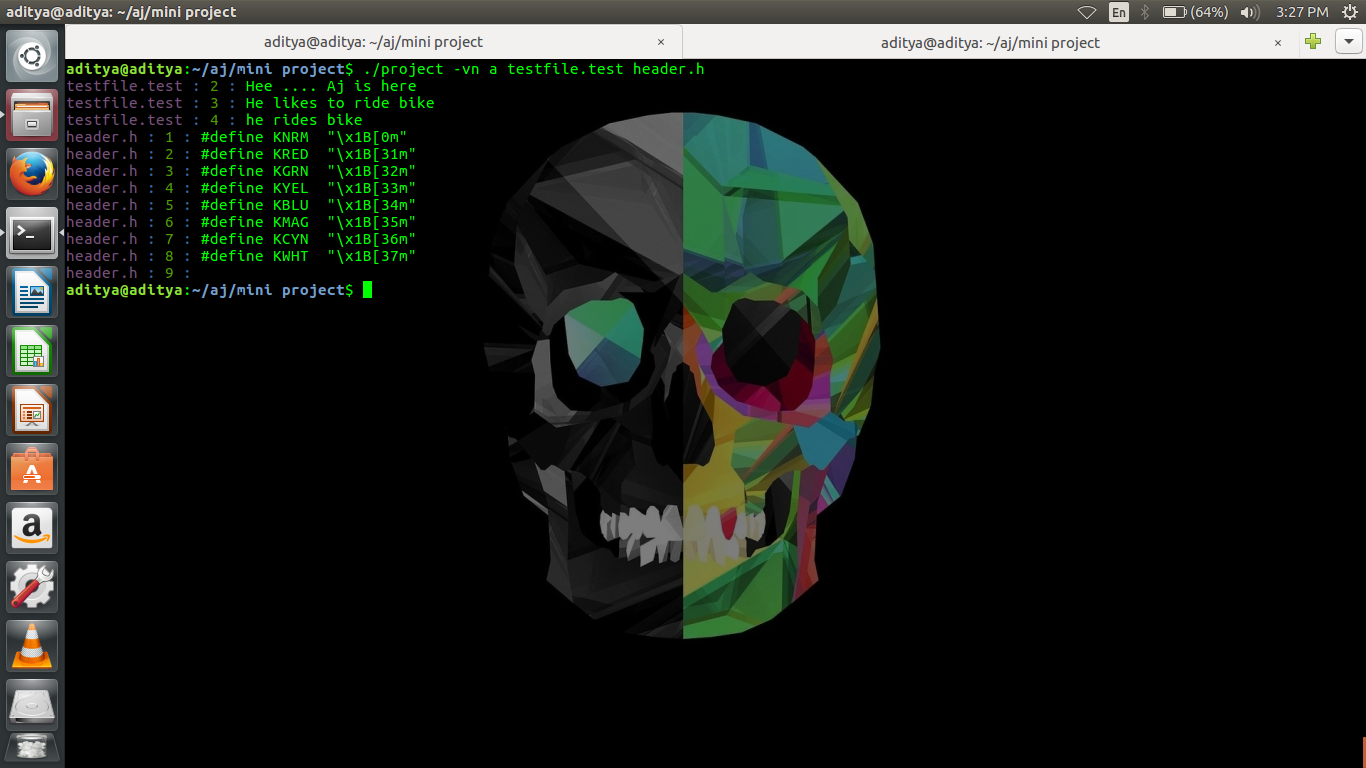 aditya@aditya: ~/aj/mini project
En
(64%)
3:27 PM
aditya@aditya: ~/aj/mini project ×
aditya@aditya: ~/aj/mini project ×
aditya@aditya:~/aj/mini project$ ./project -vn a testfile.test header.h
testfile.test : 2 : Hee .... Aj is here
testfile.test : 3 : He likes to ride bike
testfile.test : 4 : he rides bike
header.h : 1 : #define KNRM  "\x1B[0m"
header.h : 2 : #define KRED  "\x1B[31m"
header.h : 3 : #define KGRN  "\x1B[32m"
header.h : 4 : #define KYEL  "\x1B[33m"
header.h : 5 : #define KBLU  "\x1B[34m"
header.h : 6 : #define KMAG  "\x1B[35m"
header.h : 7 : #define KCYN  "\x1B[36m"
header.h : 8 : #define KWHT  "\x1B[37m"
header.h : 9 :
aditya@aditya:~/aj/mini project$